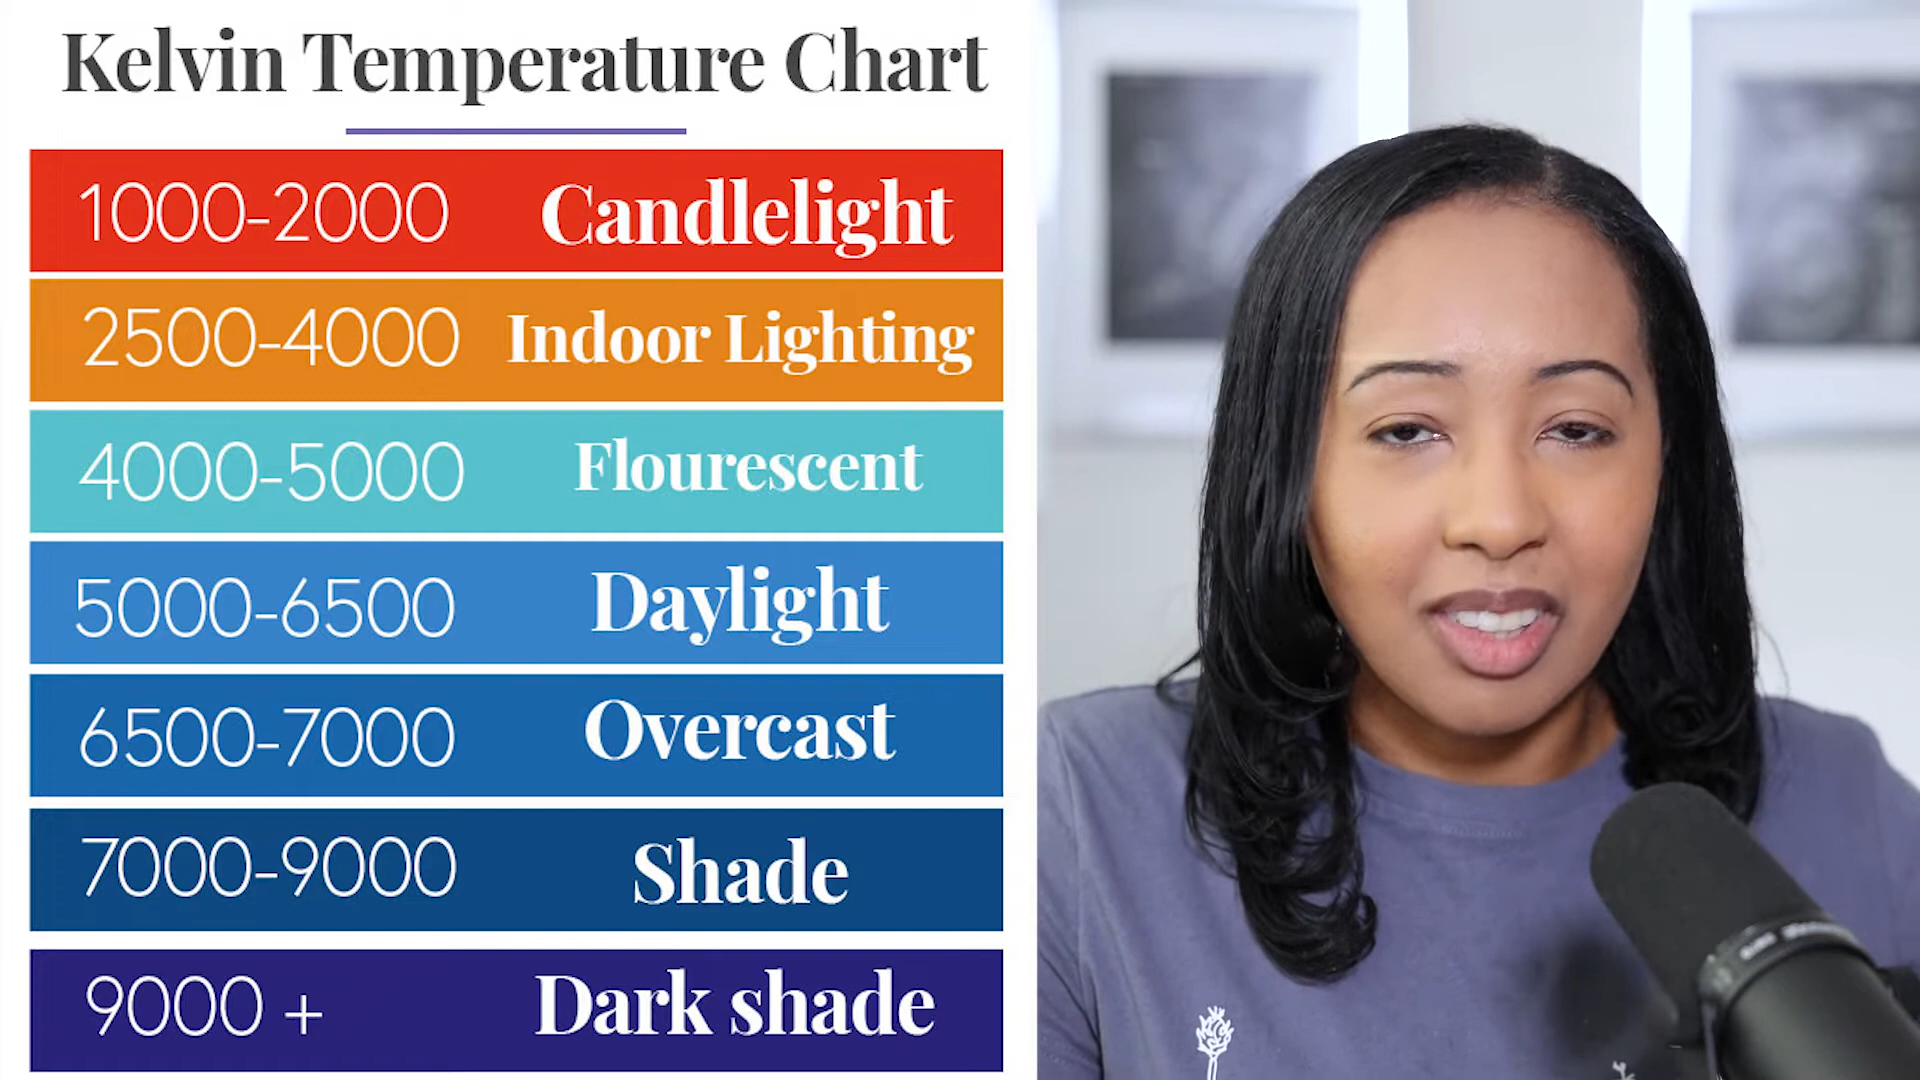 Kelvin Temperature Chart
1000-2000 Candlelight
2500-4000 Indoor Lighting
4000-5000 Flourescent
5000-6500 Daylight
6500-7000 Overcast
7000-9000 Shade
9000 + Dark shade